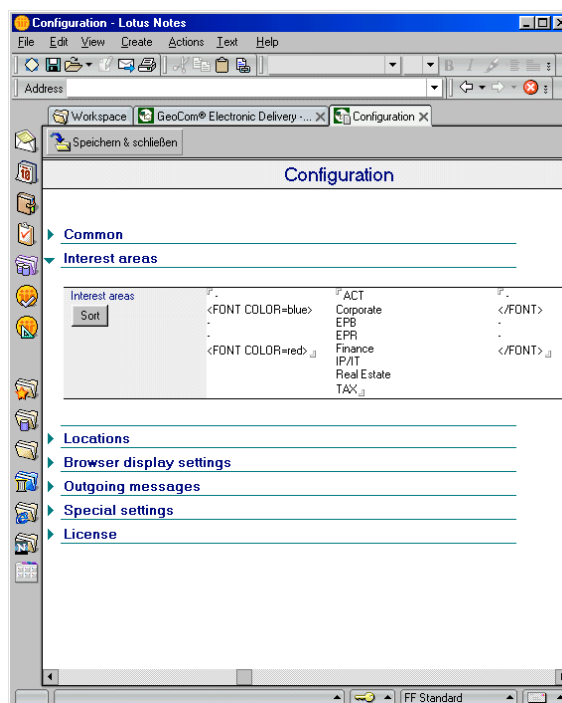 Configuration - Lotus Notes
File Edit View Create Actions Text Help
Address
Workspace GeoCom® Electronic Delivery -... Configuration
Speichern & schließen
Configuration
Common
Interest areas
Interest areas
Sort
- ACT -
<FONT COLOR=blue> Corporate </FONT>
- EPB -
- EPR -
<FONT COLOR=red> Finance </FONT>
IP/IT
Real Estate
TAX
Locations
Browser display settings
Outgoing messages
Special settings
License
FF Standard